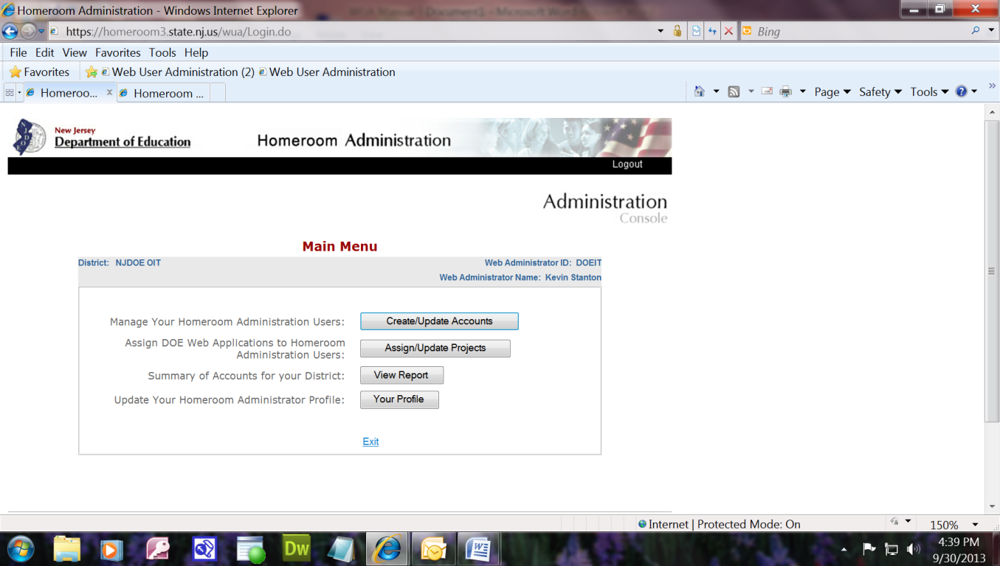 Homeroom Administration - Windows Internet Explorer
https://homeroom3.state.nj.us/wua/Login.do
Bing
File Edit View Favorites Tools Help
Favorites Web User Administration (2) Web User Administration
Homeroo... x Homeroom ...
Page Safety Tools
New Jersey
Department of Education
Homeroom Administration
Logout
Administration
Console
Main Menu
District: NJDOE OIT Web Administrator ID: DOEIT
Web Administrator Name: Kevin Stanton
Manage Your Homeroom Administration Users: Create/Update Accounts
Assign DOE Web Applications to Homeroom
Administration Users: Assign/Update Projects
Summary of Accounts for your District: View Report
Update Your Homeroom Administrator Profile: Your Profile
Exit
Internet | Protected Mode: On
150%
Dw
4:39 PM
9/30/2013